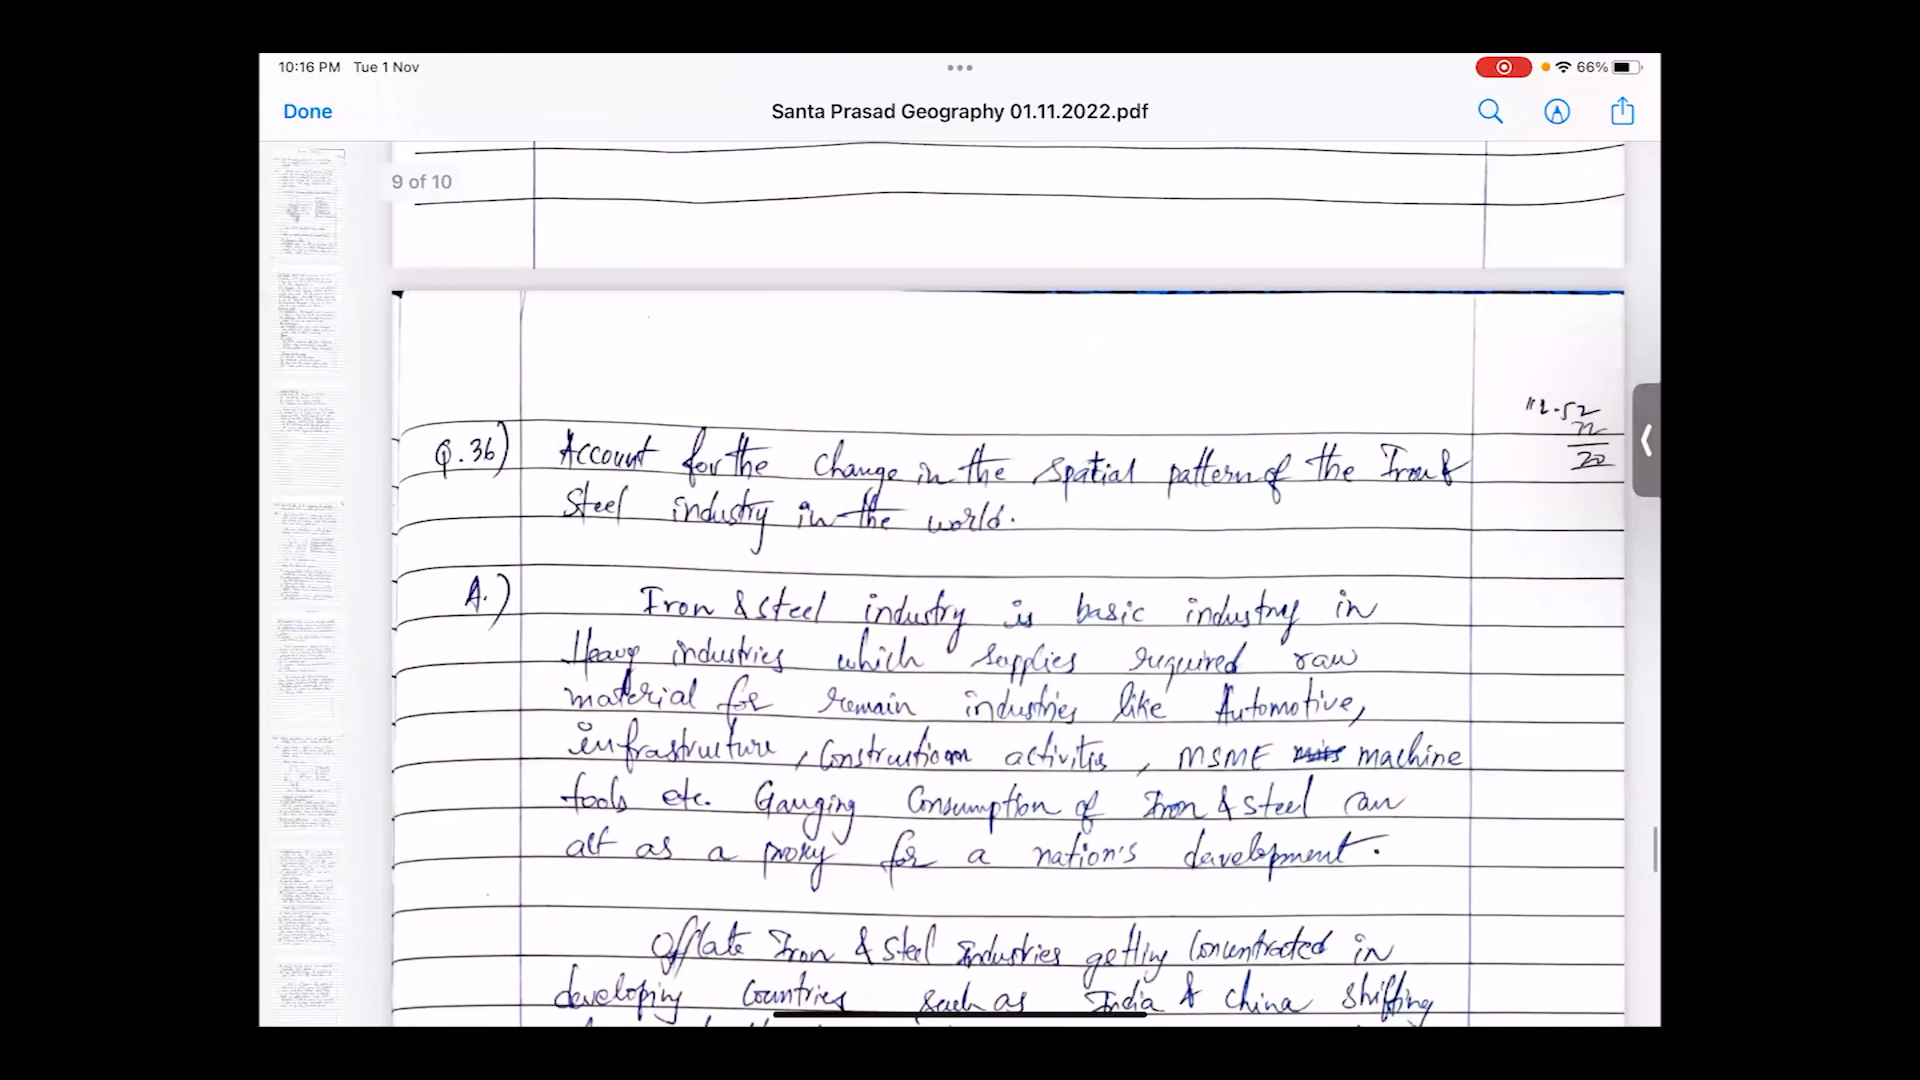 10:16 PM Tue 1 Nov
66%
Done
Santa Prasad Geography 01.11.2022.pdf
9 of 10
Q.36) Account for the change in the spatial pattern of the Iron &
Steel industry in the world.
A.) Iron & steel industry is basic industry in
Heavy industries which supplies required raw
material for remain industries like Automotive,
infrastructure, Construction activities, MSME machine
tools etc. Gauging Consumption of Iron & steel can
alt as a proxy for a nation's development.
Offlate Iron & Steel Industries getting Concentrated in
developing Countries such as India & China shifting